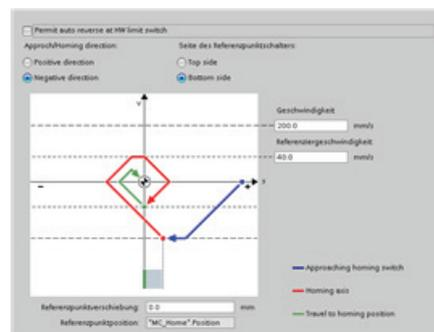 Permit auto reverse at HW limit switch
Approch/Homing direction:
Seite des Referenzpunktschalters:
Positive direction
Top side
Negative direction
Bottom side
v
Geschwindigkeit
200.0 mm/s
Referenziergeschwindigkeit:
40.0 mm/s
-
+
Approaching homing switch
Homing axis
Travel to homing position
Referenzpunktverschiebung: 0.0 mm
Referenzpunktposition: "MC_Home".Position